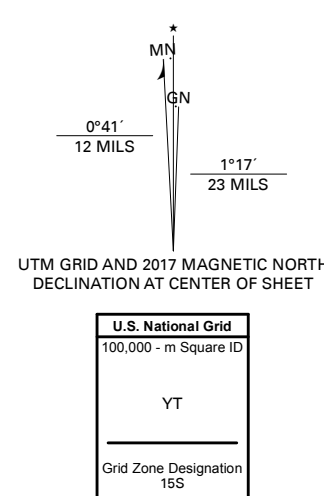 ★
MN
GN
0°41´
12 MILS
1°17´
23 MILS
UTM GRID AND 2017 MAGNETIC NORTH
DECLINATION AT CENTER OF SHEET
U.S. National Grid
100,000 - m Square ID
YT
Grid Zone Designation
15S